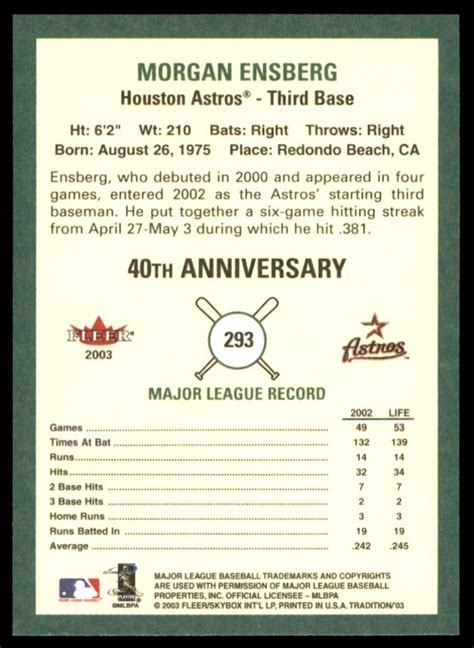 MORGAN ENSBERG
Houston Astros® - Third Base
Ht: 6'2" Wt: 210 Bats: Right Throws: Right
Born: August 26, 1975 Place: Redondo Beach, CA
Ensberg, who debuted in 2000 and appeared in four
games, entered 2002 as the Astros' starting third
baseman. He put together a six-game hitting streak
from April 27-May 3 during which he hit .381.
40TH ANNIVERSARY
FLEER
2003
293
Astros
MAJOR LEAGUE RECORD
2002 LIFE
Games 49 53
Times At Bat 132 139
Runs 14 14
Hits 32 34
2 Base Hits 7 7
3 Base Hits 2 2
Home Runs 3 3
Runs Batted In 19 19
Average .242 .245
©MLBPA
MAJOR LEAGUE BASEBALL TRADEMARKS AND COPYRIGHTS
ARE USED WITH PERMISSION OF MAJOR LEAGUE BASEBALL
PROPERTIES, INC. OFFICIAL LICENSEE - MLBPA
© 2003 FLEER/SKYBOX INT'L LP, PRINTED IN U.S.A. TRADITION/'03